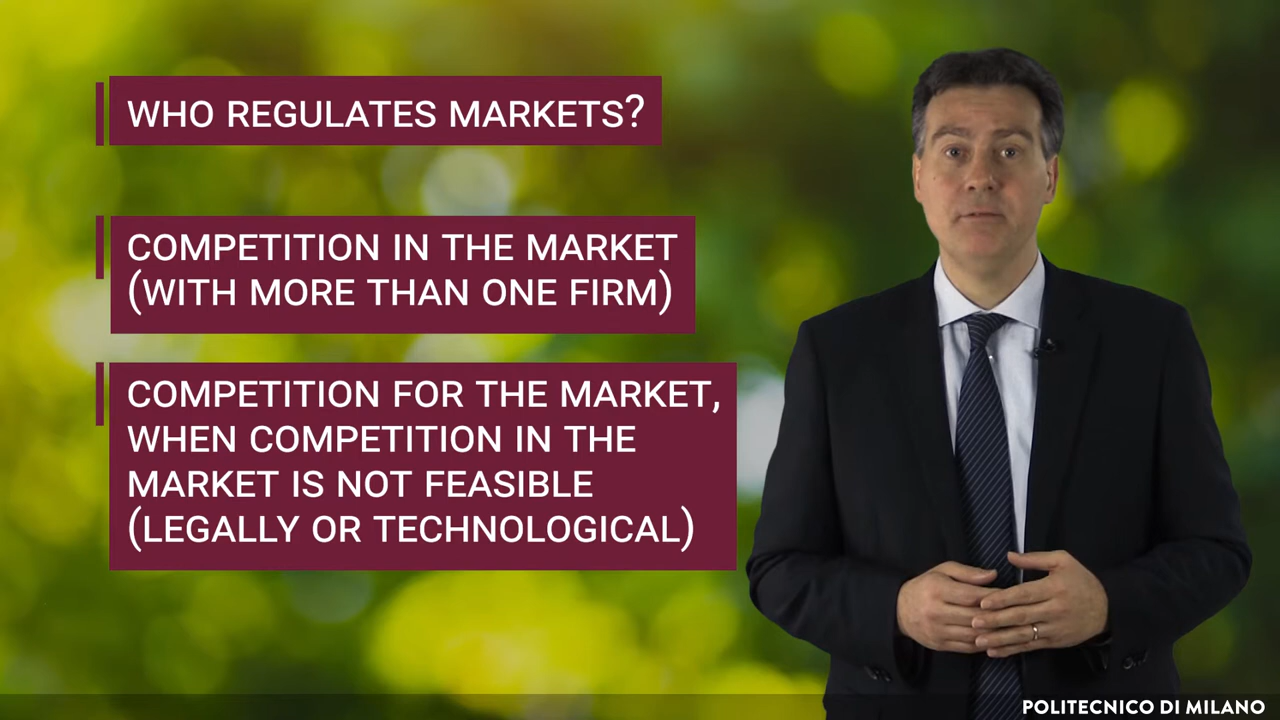 WHO REGULATES MARKETS?
COMPETITION IN THE MARKET
(WITH MORE THAN ONE FIRM)
COMPETITION FOR THE MARKET,
WHEN COMPETITION IN THE
MARKET IS NOT FEASIBLE
(LEGALLY OR TECHNOLOGICAL)
POLITECNICO DI MILANO